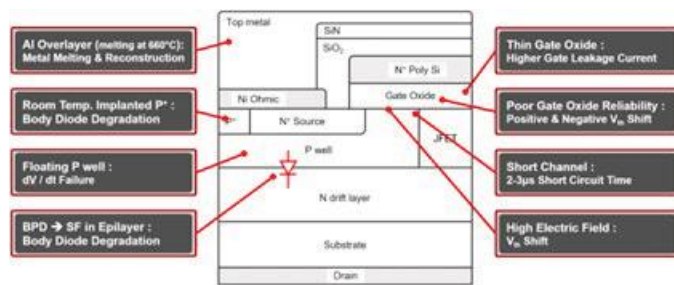 Al Overlayer (melting at 660°C):
Metal Melting & Reconstruction
Room Temp. Implanted P⁺ :
Body Diode Degradation
Floating P well :
dV / dt Failure
BPD → SF in Epilayer :
Body Diode Degradation
Top metal
SiN
SiO₂
N⁺ Poly Si
Ni Ohmic
Gate Oxide
P⁺
N⁺ Source
P well
JFET
N drift layer
Substrate
Drain
Thin Gate Oxide :
Higher Gate Leakage Current
Poor Gate Oxide Reliability :
Positive & Negative Vth Shift
Short Channel :
2-3µs Short Circuit Time
High Electric Field :
Vth Shift